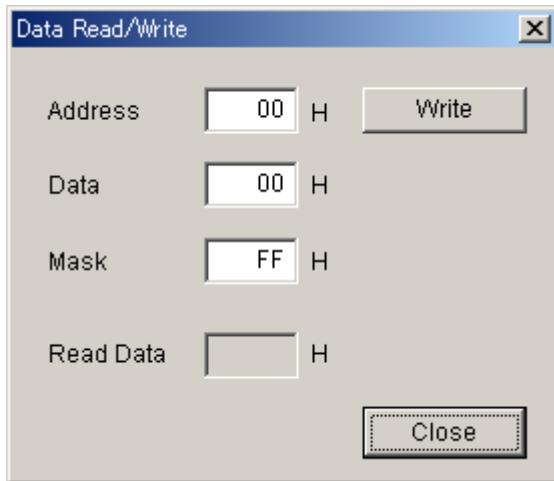 Data Read/Write
Address 00 H Write
Data 00 H
Mask FF H
Read Data H
Close